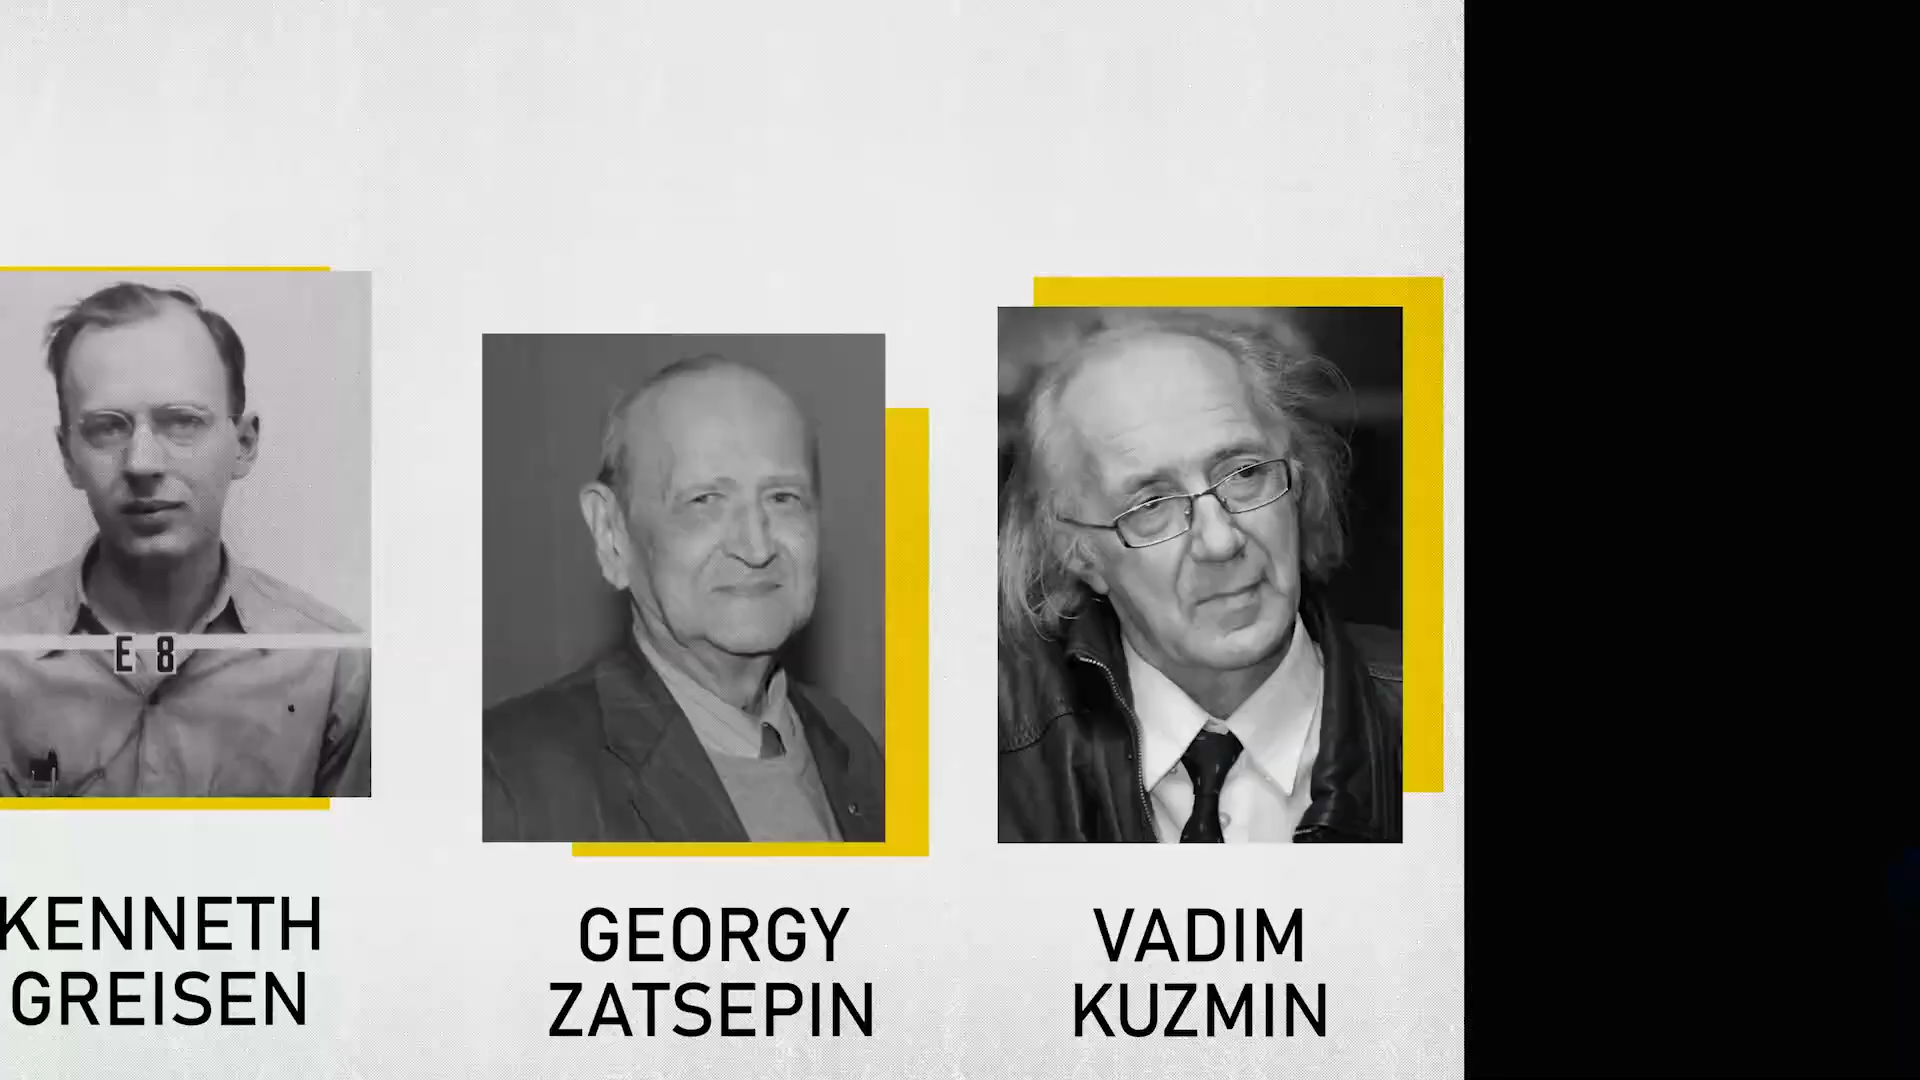 E 8
KENNETH
GREISEN
GEORGY
ZATSEPIN
VADIM
KUZMIN